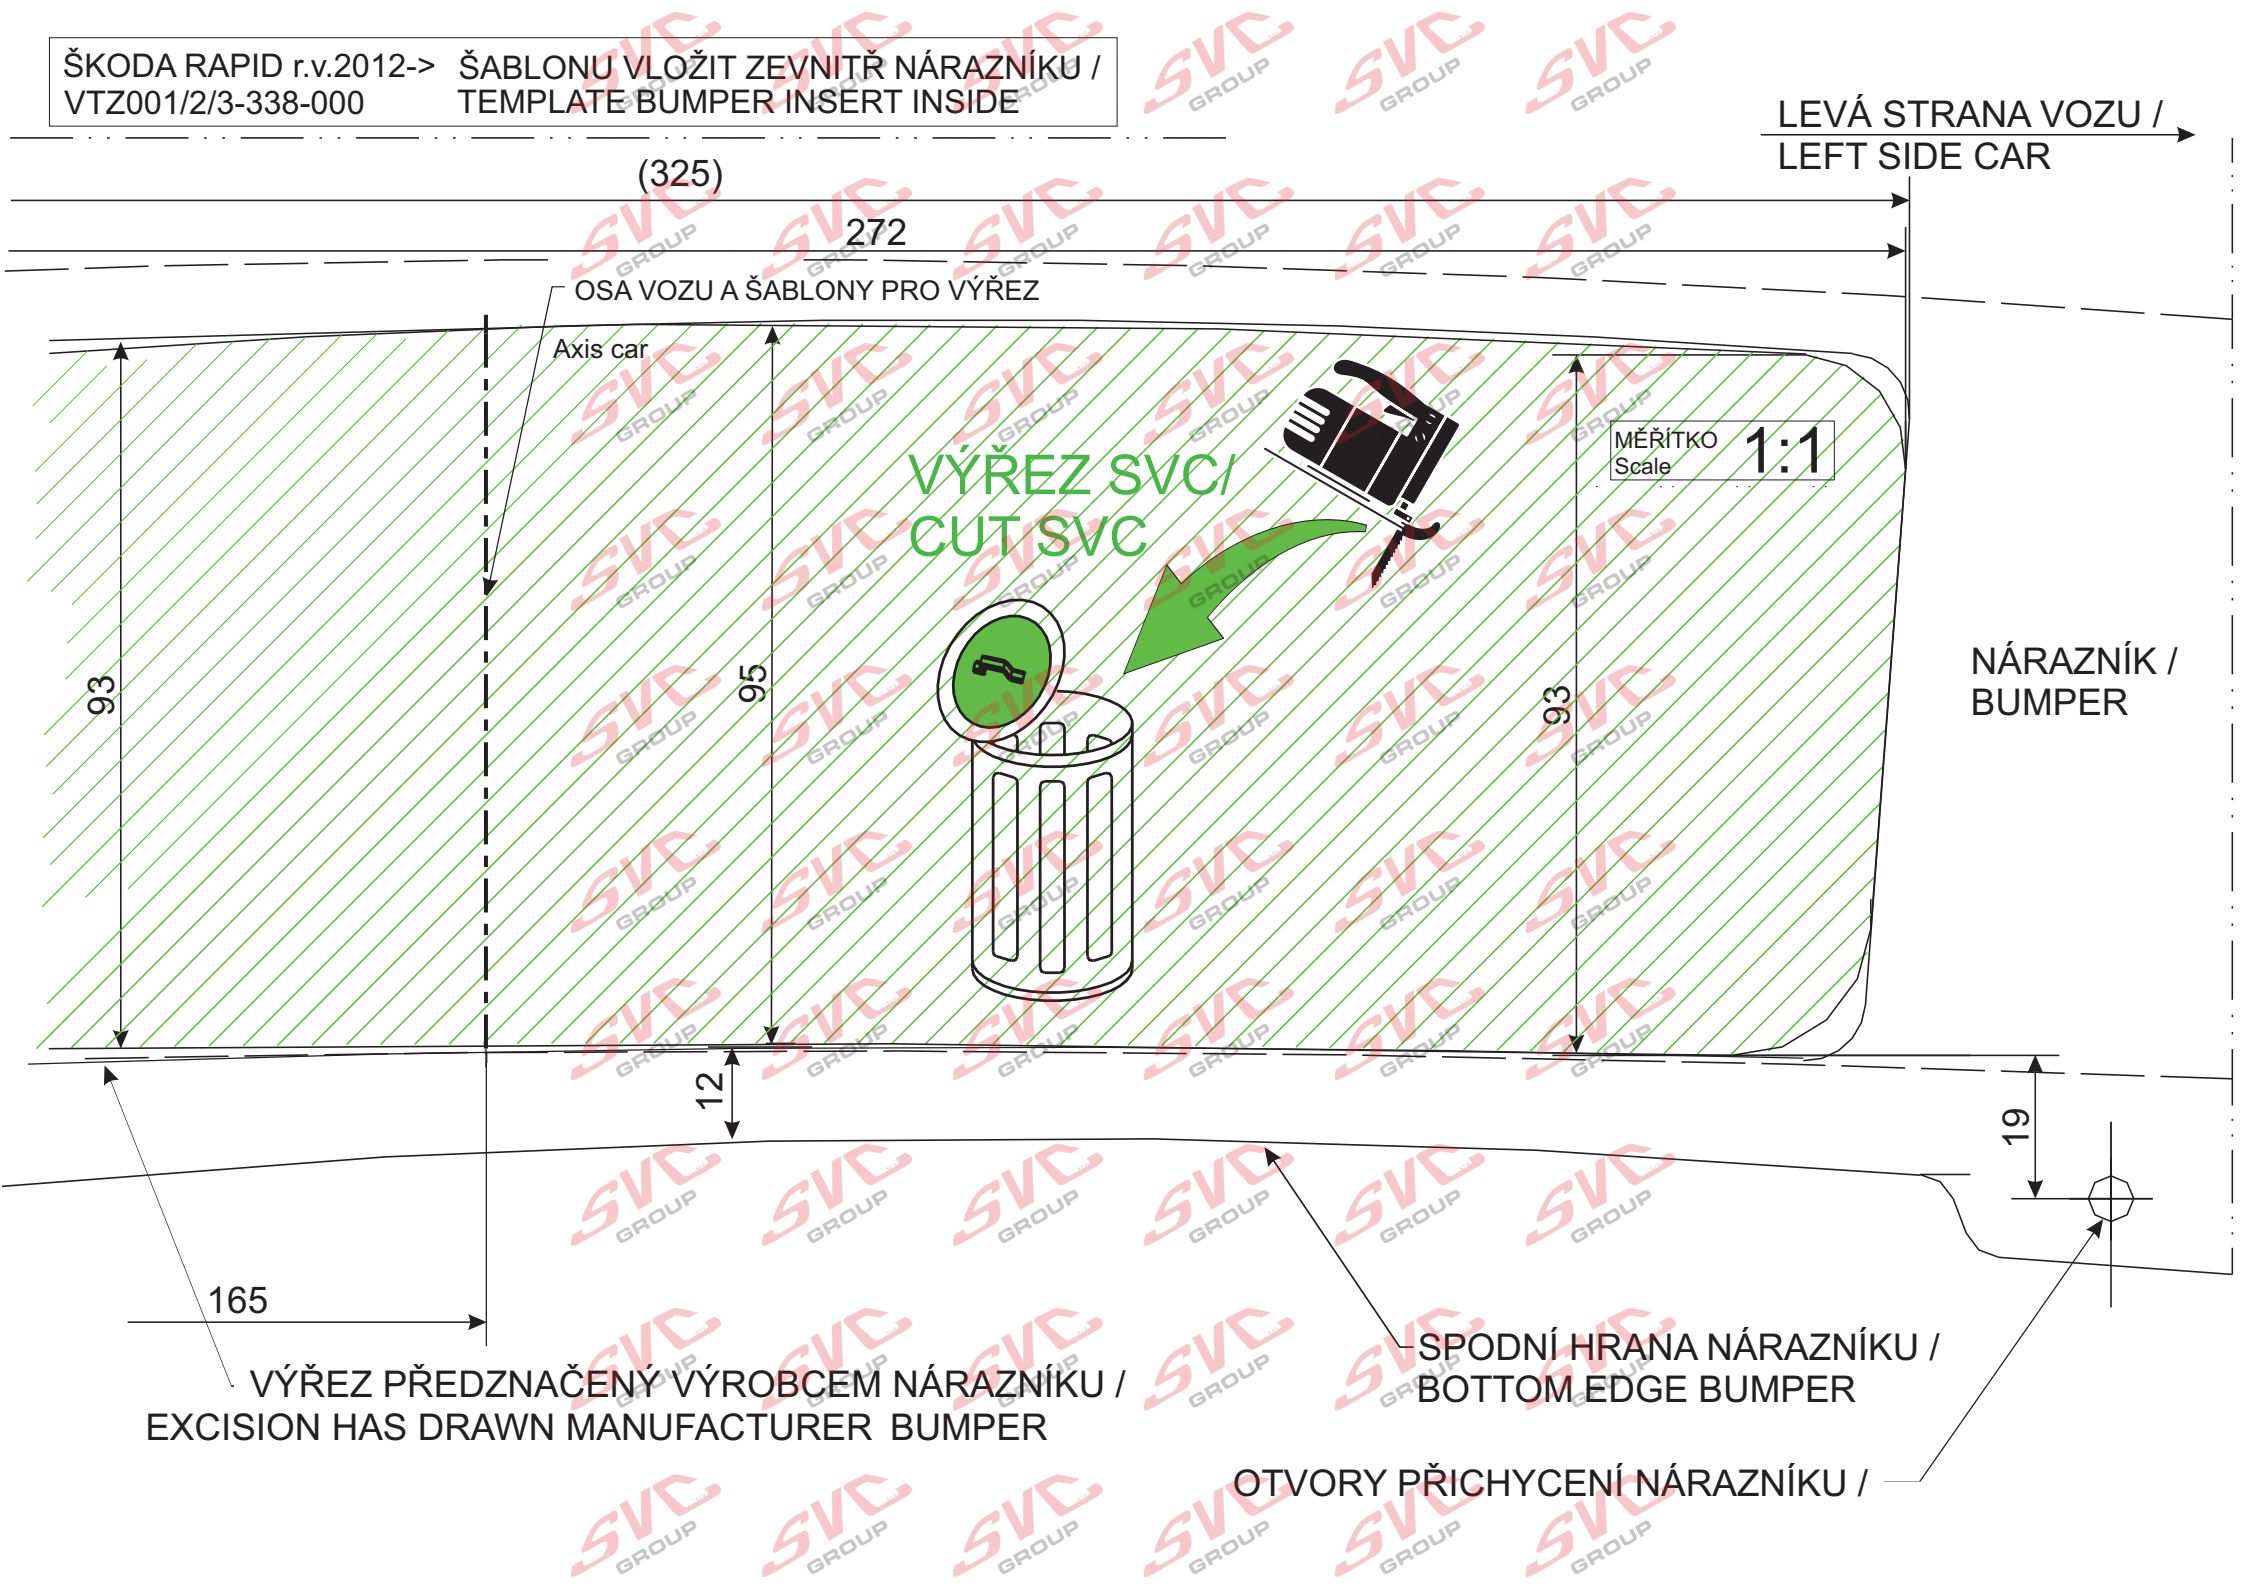 ŠKODA RAPID r.v.2012-> ŠABLONU VLOŽIT ZEVNITŘ NÁRAZNÍKU /
VTZ001/2/3-338-000 TEMPLATE BUMPER INSERT INSIDE
LEVÁ STRANA VOZU /
LEFT SIDE CAR
(325)
272
OSA VOZU A ŠABLONY PRO VÝŘEZ
Axis car
MĚŘÍTKO 1:1
Scale
VÝŘEZ SVC/
CUT SVC
93
95
93
NÁRAZNÍK /
BUMPER
12
19
165
SPODNÍ HRANA NÁRAZNÍKU /
BOTTOM EDGE BUMPER
VÝŘEZ PŘEDZNAČENÝ VÝROBCEM NÁRAZNÍKU /
EXCISION HAS DRAWN MANUFACTURER BUMPER
OTVORY PŘICHYCENÍ NÁRAZNÍKU /
SVC
GROUP